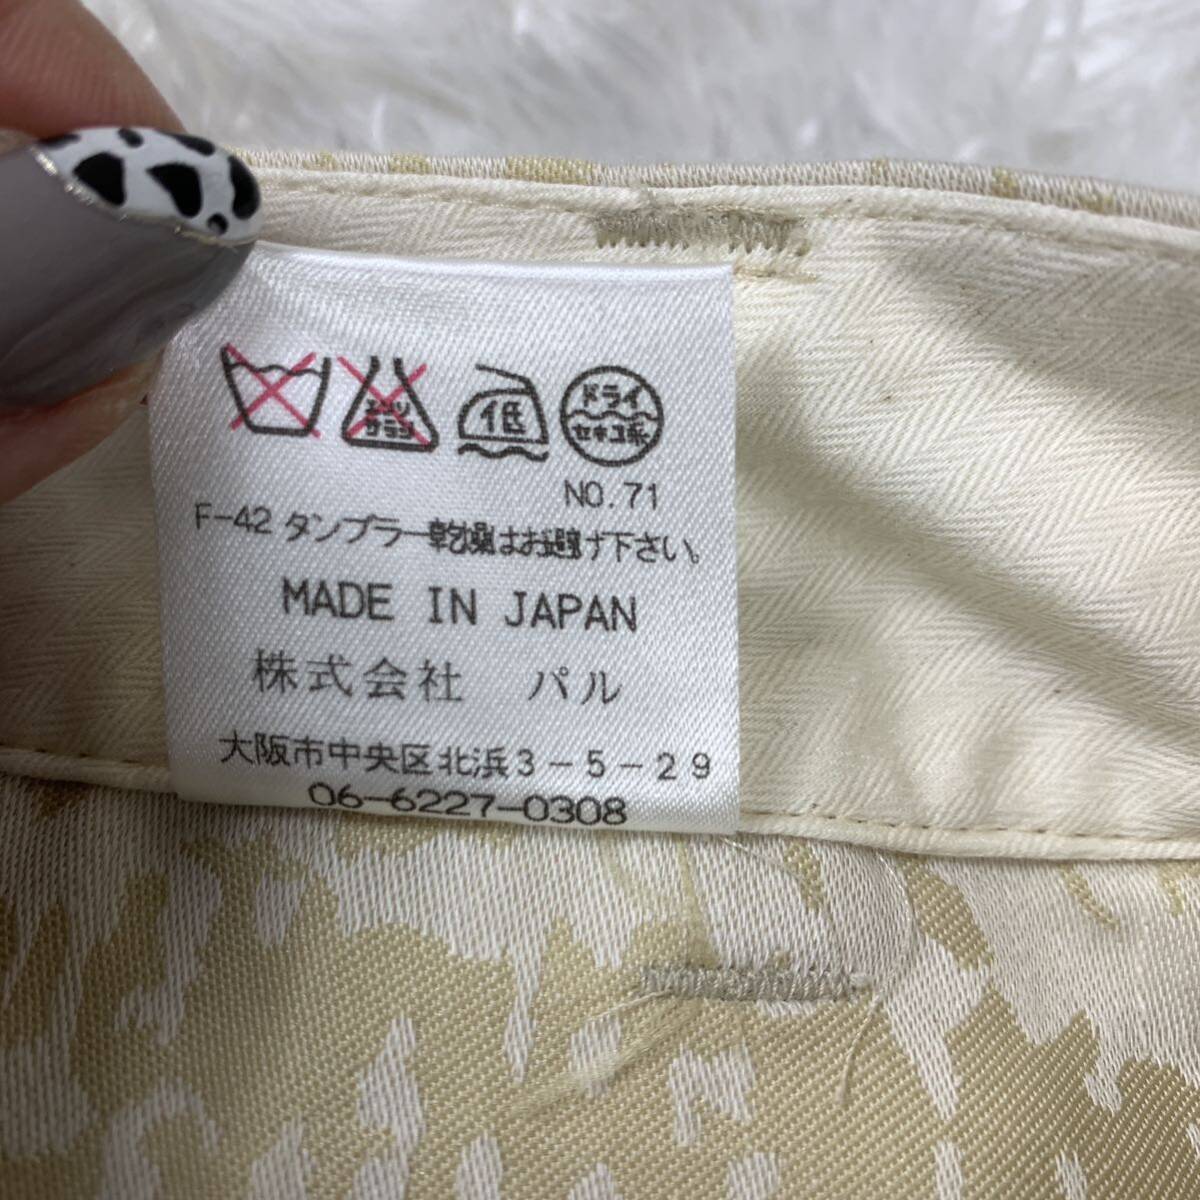 エンソ
サラシ
低
ドライ
セキユ系
NO.71
F-42 タンブラー乾燥はお避け下さい。
MADE IN JAPAN
株式会社 パル
大阪市中央区北浜3-5-29
06-6227-0308